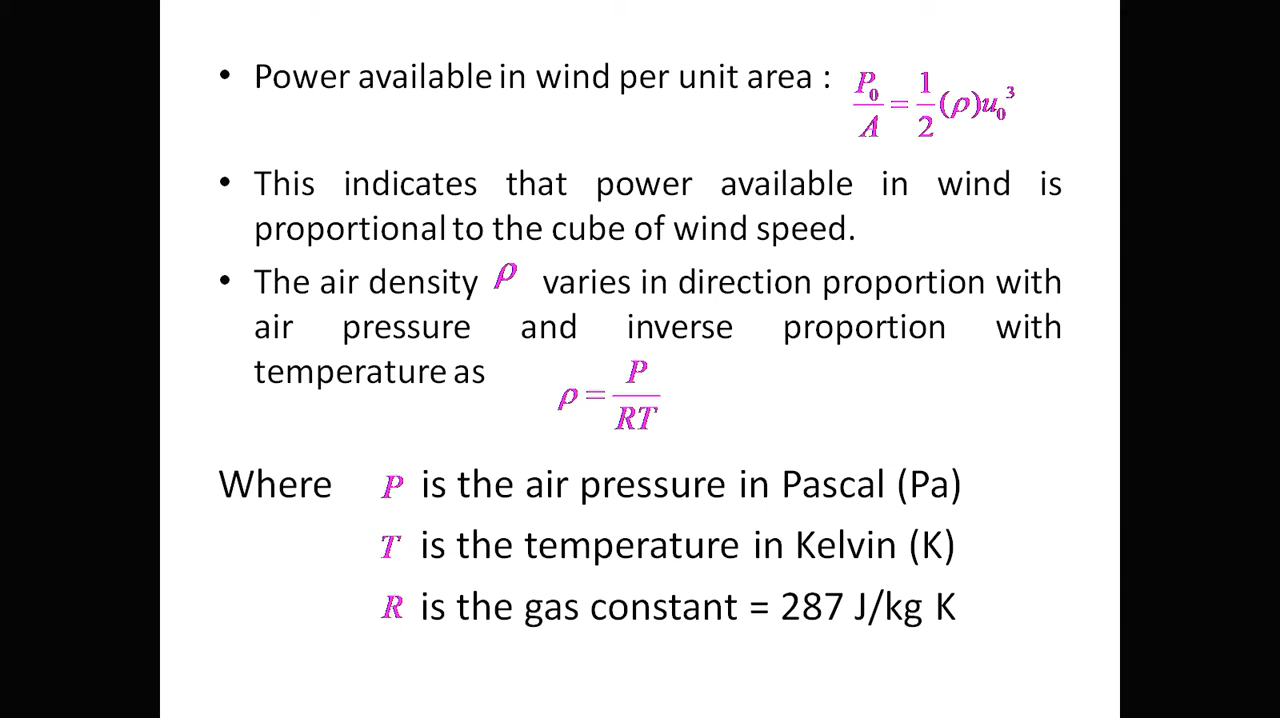 • Power available in wind per unit area : P₀/A = 1/2 (ρ)u₀³
• This indicates that power available in wind is
proportional to the cube of wind speed.
• The air density ρ varies in direction proportion with
air pressure and inverse proportion with
temperature as
ρ = P/RT
Where P is the air pressure in Pascal (Pa)
T is the temperature in Kelvin (K)
R is the gas constant = 287 J/kg K